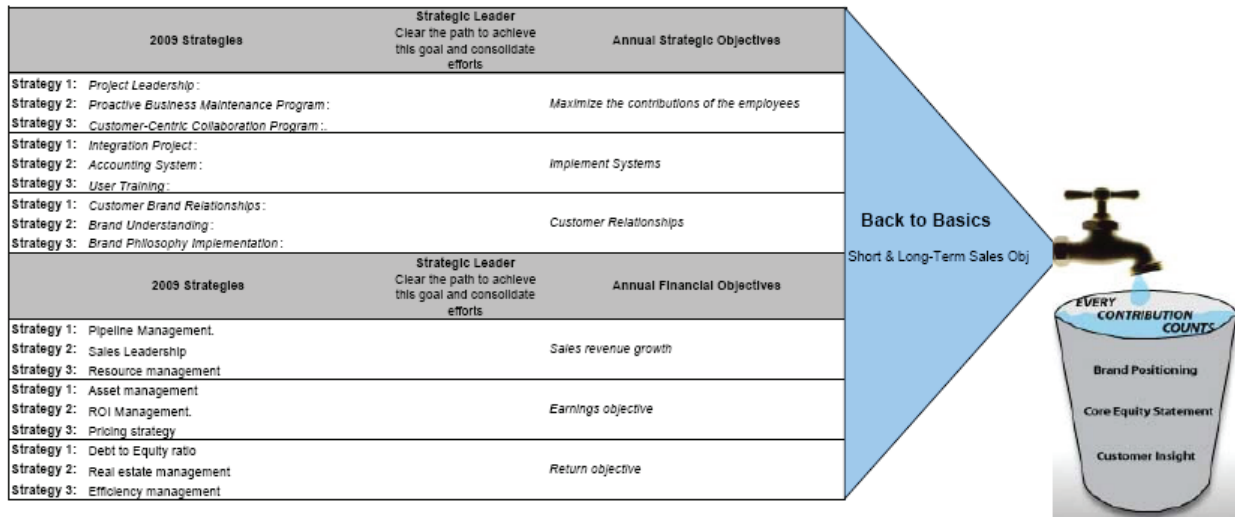 2009 Strategies
Strategic Leader
Clear the path to achieve
this goal and consolidate
efforts
Annual Strategic Objectives
Strategy 1: Project Leadership:
Strategy 2: Proactive Business Maintenance Program:
Strategy 3: Customer-Centric Collaboration Program:.
Maximize the contributions of the employees
Strategy 1: Integration Project:
Strategy 2: Accounting System:
Strategy 3: User Training:
Implement Systems
Strategy 1: Customer Brand Relationships:
Strategy 2: Brand Understanding:
Strategy 3: Brand Philosophy Implementation:
Customer Relationships
2009 Strategies
Strategic Leader
Clear the path to achieve
this goal and consolidate
efforts
Annual Financial Objectives
Strategy 1: Pipeline Management.
Strategy 2: Sales Leadership
Strategy 3: Resource management
Sales revenue growth
Strategy 1: Asset management
Strategy 2: ROI Management.
Strategy 3: Pricing strategy
Earnings objective
Strategy 1: Debt to Equity ratio
Strategy 2: Real estate management
Strategy 3: Efficiency management
Return objective
Back to Basics
Short & Long-Term Sales Obj
EVERY
CONTRIBUTION
COUNTS
Brand Positioning
Core Equity Statement
Customer Insight